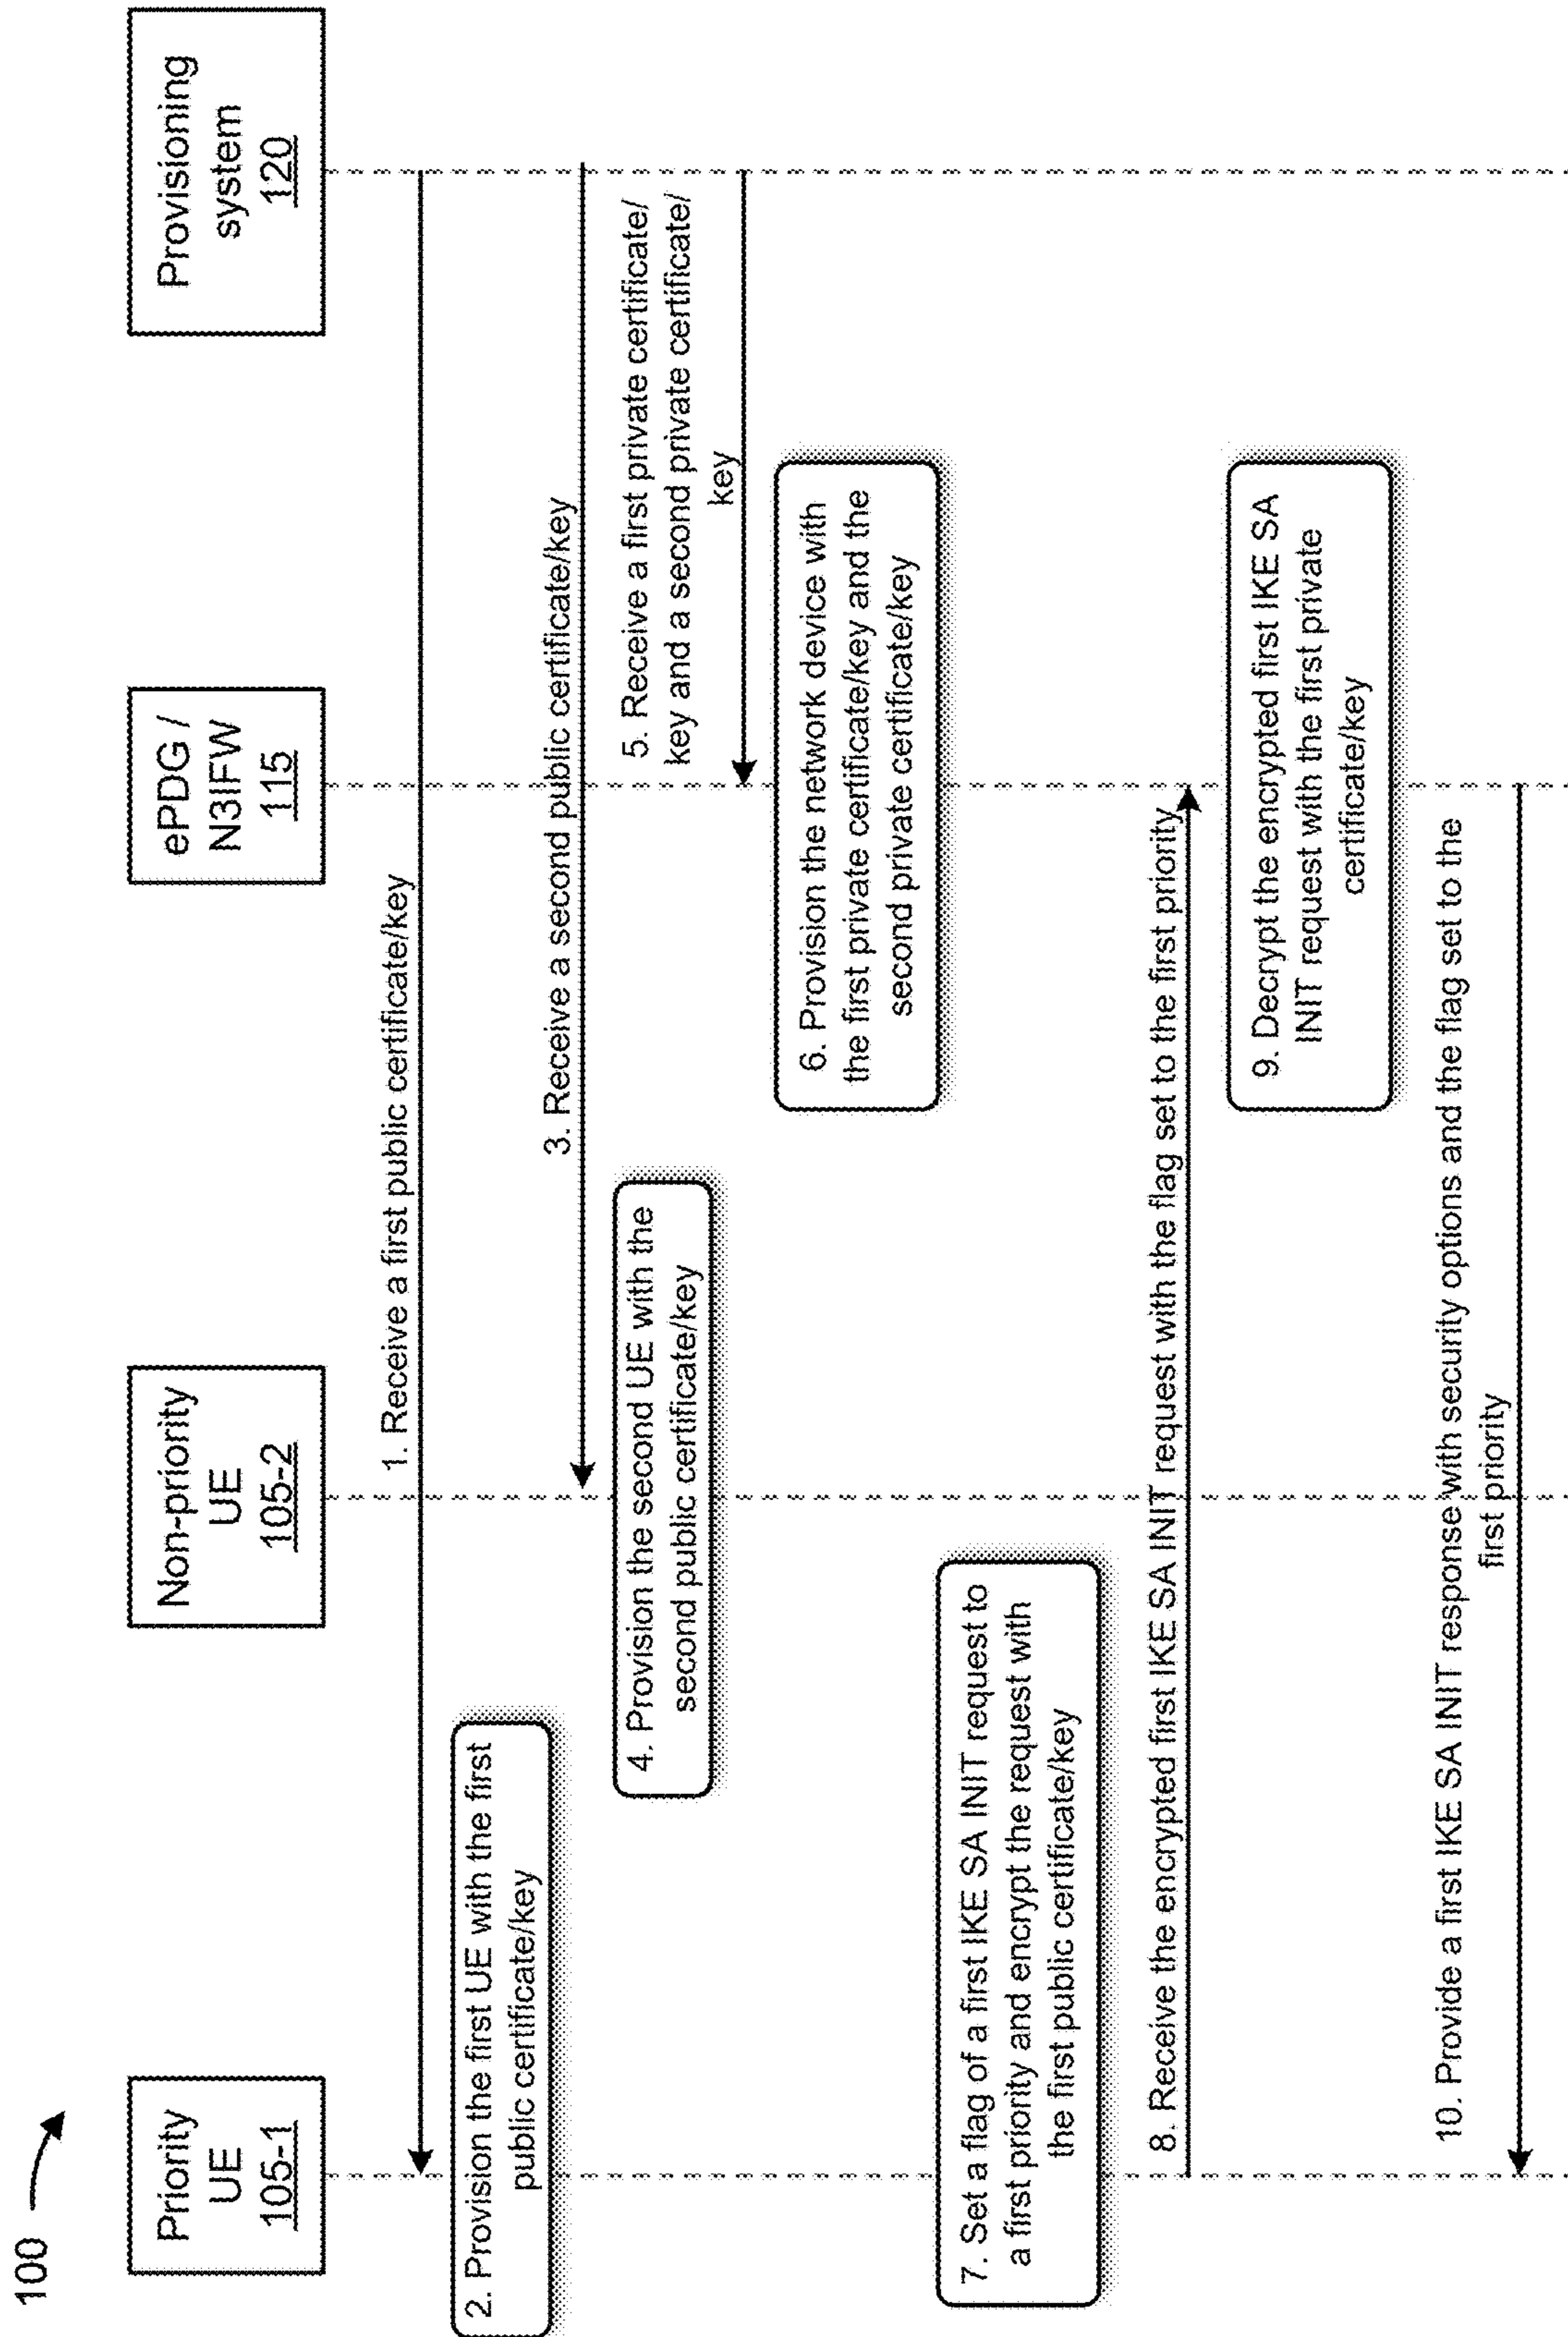 100
Priority
UE
105-1
Non-priority
UE
105-2
ePDG /
N3IFW
115
Provisioning
system
120
1. Receive a first public certificate/key
2. Provision the first UE with the first
public certificate/key
3. Receive a second public certificate/key
4. Provision the second UE with the
second public certificate/key
5. Receive a first private certificate/
key and a second private certificate/
key
6. Provision the network device with
the first private certificate/key and the
second private certificate/key
7. Set a flag of a first IKE SA INIT request to
a first priority and encrypt the request with
the first public certificate/key
8. Receive the encrypted first IKE SA INIT request with the flag set to the first priority
9. Decrypt the encrypted first IKE SA
INIT request with the first private
certificate/key
10. Provide a first IKE SA INIT response with security options and the flag set to the
first priority